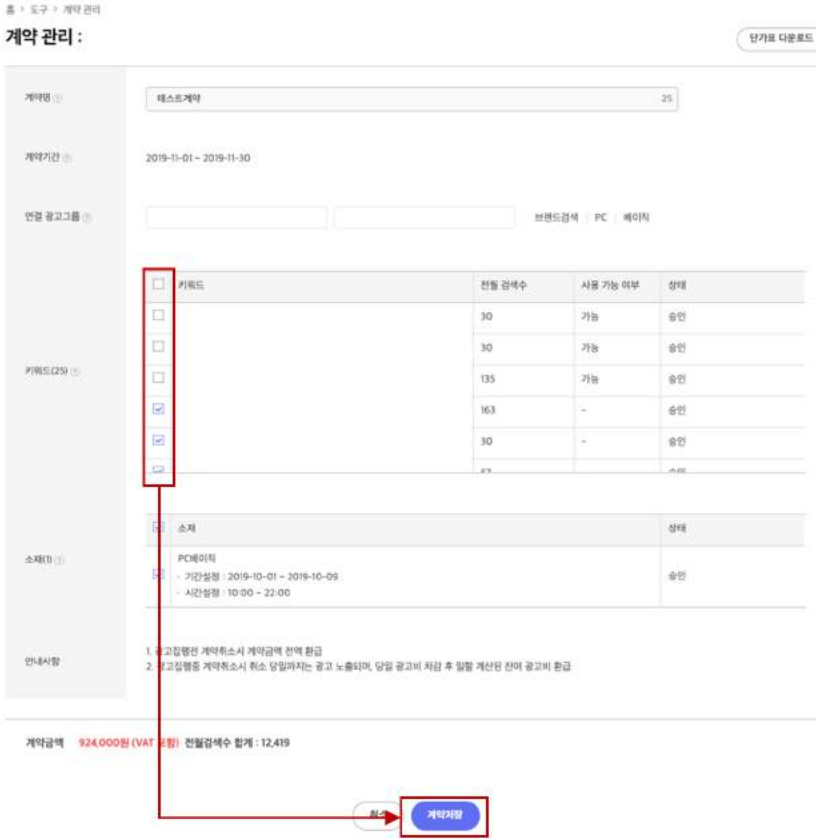 홈 > 도구 > 계약 관리
계약 관리 :
단가표 다운로드
계약명
테스트계약
25
계약기간
2019-11-01 ~ 2019-11-30
연결 광고그룹
브랜드검색 | PC | 베이직
키워드 전월 검색수 사용 가능 여부 상태
30 가능 승인
30 가능 승인
135 가능 승인
키워드(25)
163 - 승인
30 - 승인
소재 상태
소재(1)
PC베이직
- 기간설정 : 2019-10-01 ~ 2019-10-09
승인
- 시간설정 : 10:00 ~ 22:00
안내사항
1. 광고집행전 계약취소시 계약금액 전액 환급
2. 광고집행중 계약취소시 취소 당일까지는 광고 노출되며, 당일 광고비 차감 후 일할 계산된 잔여 광고비 환급
계약금액 924,000원 (VAT 포함) 전월검색수 합계 : 12,419
취소 계약저장